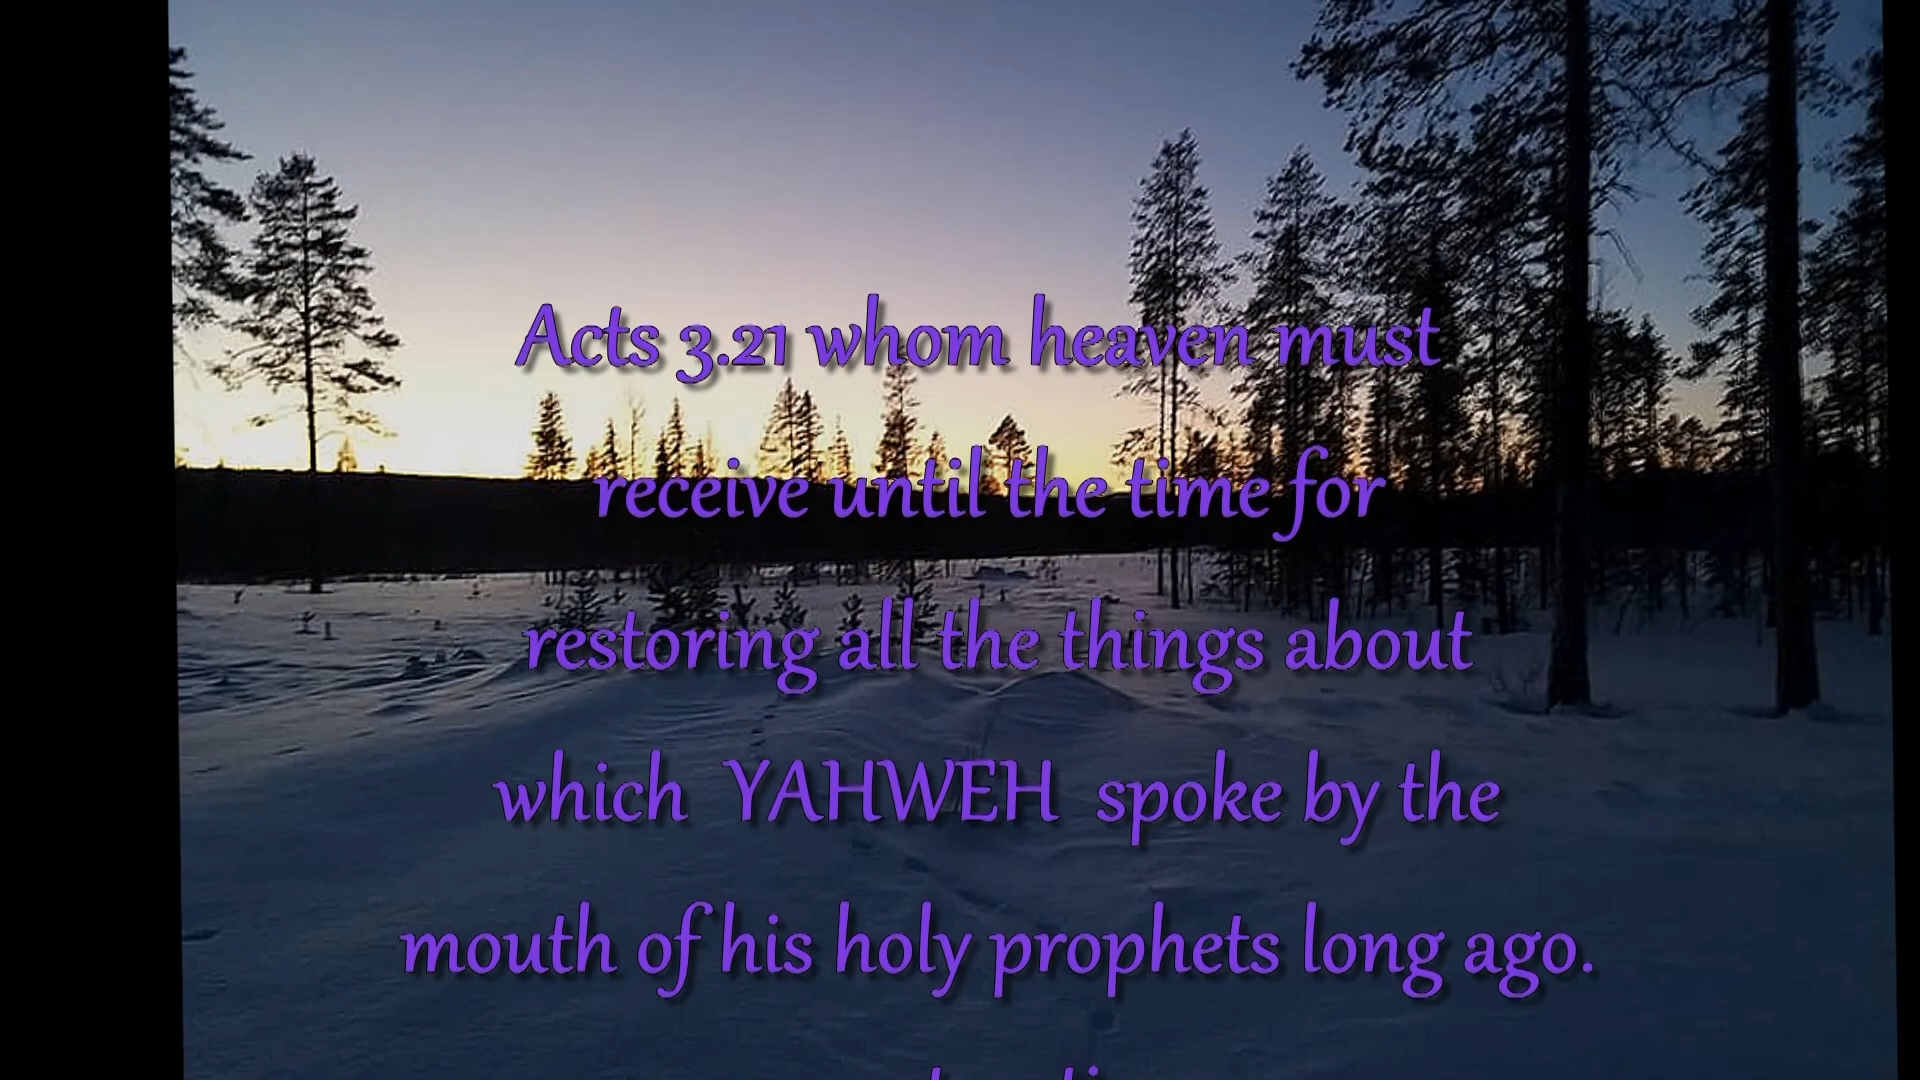 Acts 3.21 whom heaven must
receive until the time for
restoring all the things about
which YAHWEH spoke by the
mouth of his holy prophets long ago.